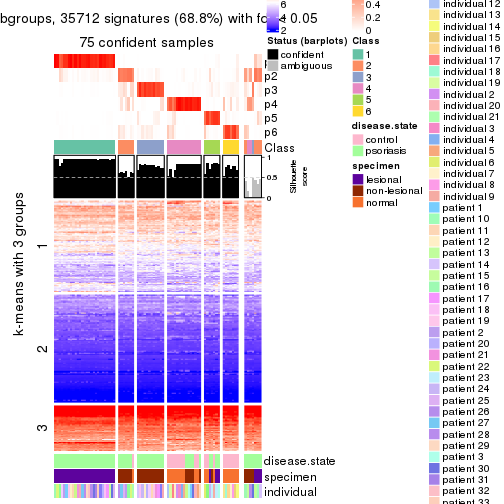 bgroups, 35712 signatures (68.8%) with fd < 0.05
75 confident samples
p2
p3
p4
p5
p6
Class
1
0.5
0
Silhouette
score
k-means with 3 groups
1
2
3
disease.state
specimen
individual
6
4
2
Status (barplots)
confident
ambiguous
0.4
0.2
0
Class
1
2
3
4
5
6
disease.state
control
psoriasis
specimen
lesional
non-lesional
normal
individual 12
individual 13
individual 14
individual 15
individual 16
individual 17
individual 18
individual 19
individual 2
individual 20
individual 21
individual 3
individual 4
individual 5
individual 6
individual 7
individual 8
individual 9
patient 1
patient 10
patient 11
patient 12
patient 13
patient 14
patient 15
patient 16
patient 17
patient 18
patient 19
patient 2
patient 20
patient 21
patient 22
patient 23
patient 24
patient 25
patient 26
patient 27
patient 28
patient 29
patient 3
patient 30
patient 31
patient 32
patient 33